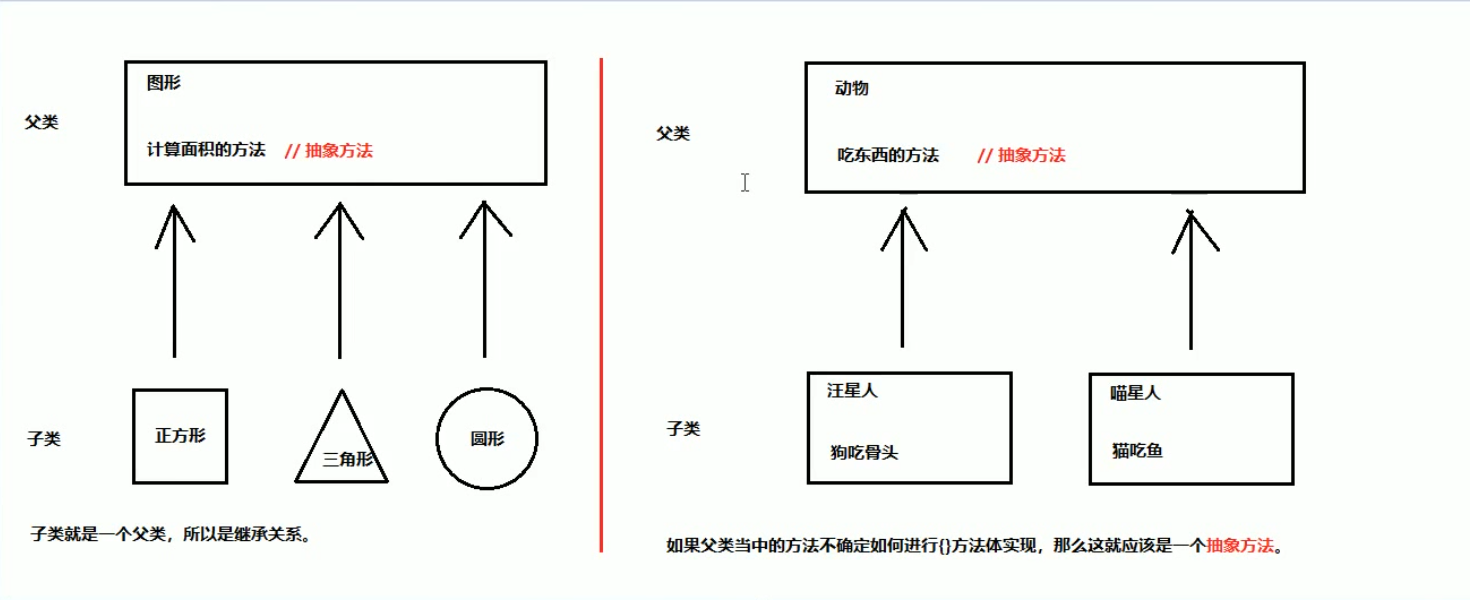 图形
父类
计算面积的方法 // 抽象方法
正方形
三角形
圆形
子类
子类就是一个父类，所以是继承关系。
动物
父类
吃东西的方法 // 抽象方法
汪星人
狗吃骨头
喵星人
猫吃鱼
子类
如果父类当中的方法不确定如何进行{}方法体实现，那么这就应该是一个抽象方法。